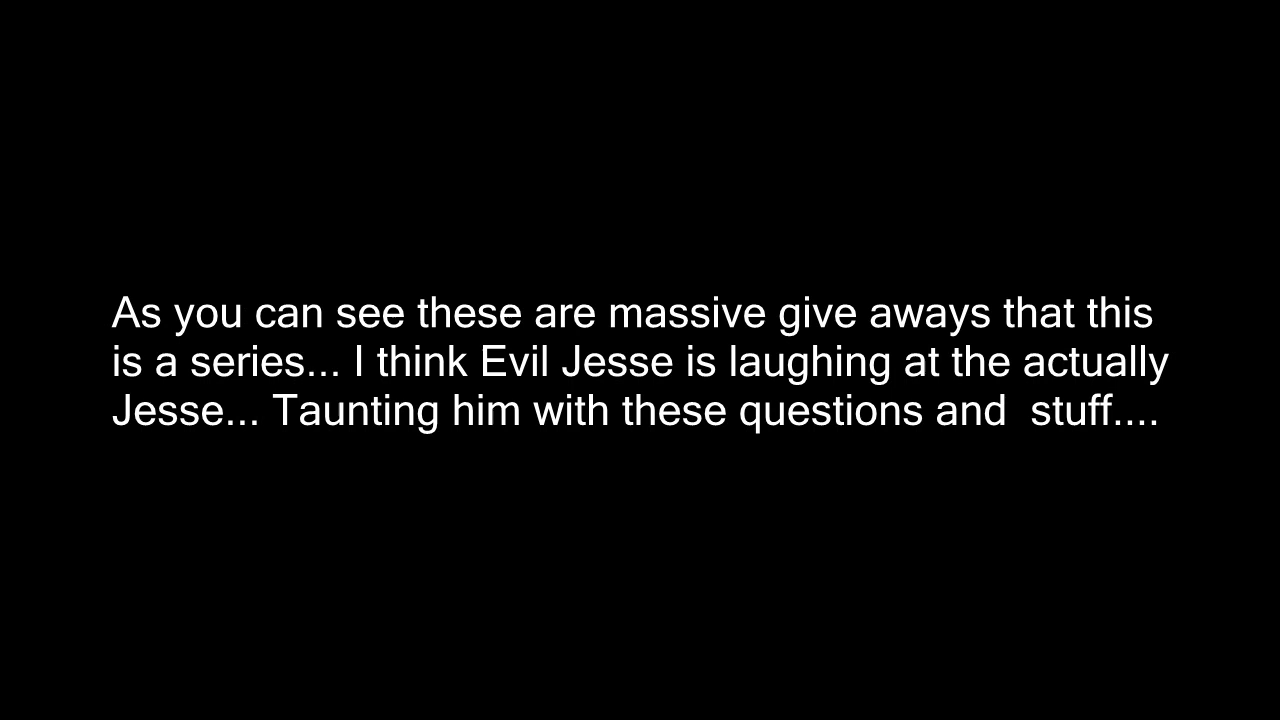 As you can see these are massive give aways that this
is a series... I think Evil Jesse is laughing at the actually
Jesse... Taunting him with these questions and  stuff....